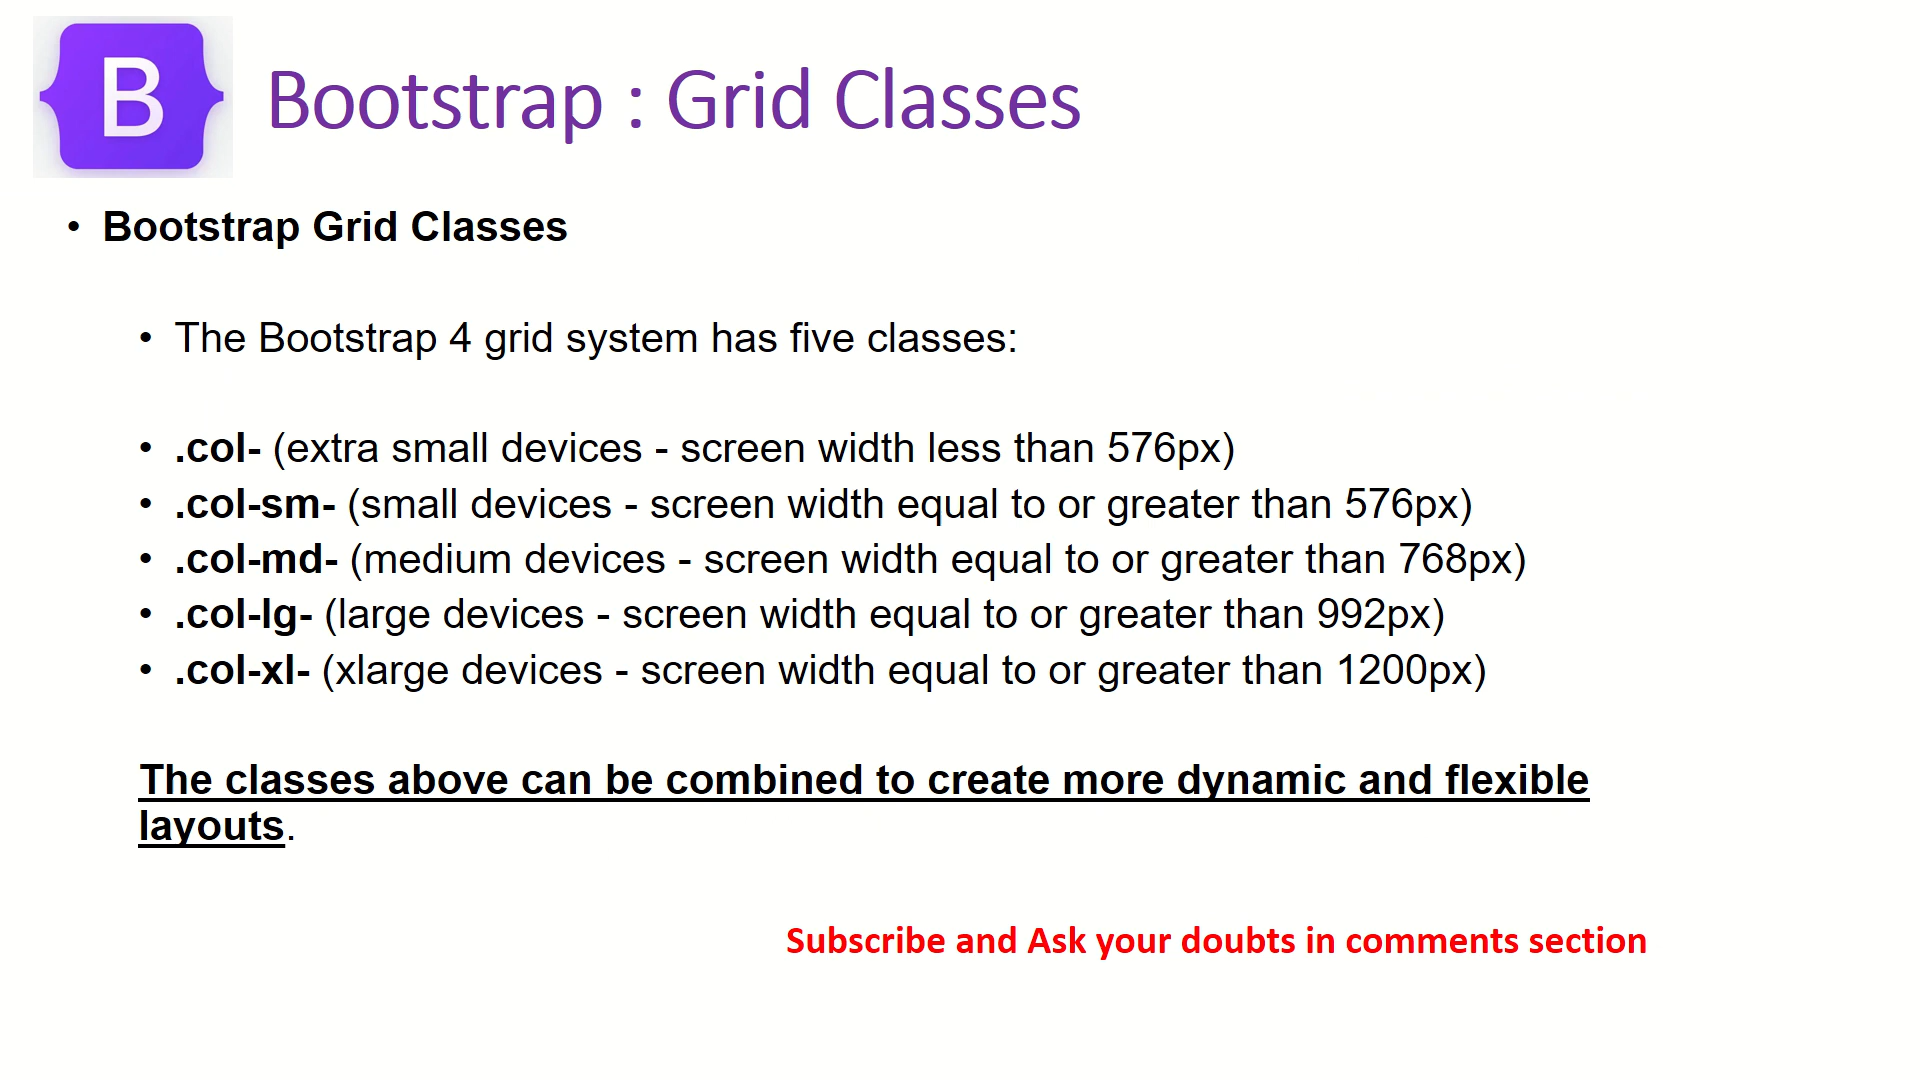 B
Bootstrap : Grid Classes
• Bootstrap Grid Classes
• The Bootstrap 4 grid system has five classes:
• .col- (extra small devices - screen width less than 576px)
• .col-sm- (small devices - screen width equal to or greater than 576px)
• .col-md- (medium devices - screen width equal to or greater than 768px)
• .col-lg- (large devices - screen width equal to or greater than 992px)
• .col-xl- (xlarge devices - screen width equal to or greater than 1200px)
The classes above can be combined to create more dynamic and flexible
layouts.
Subscribe and Ask your doubts in comments section